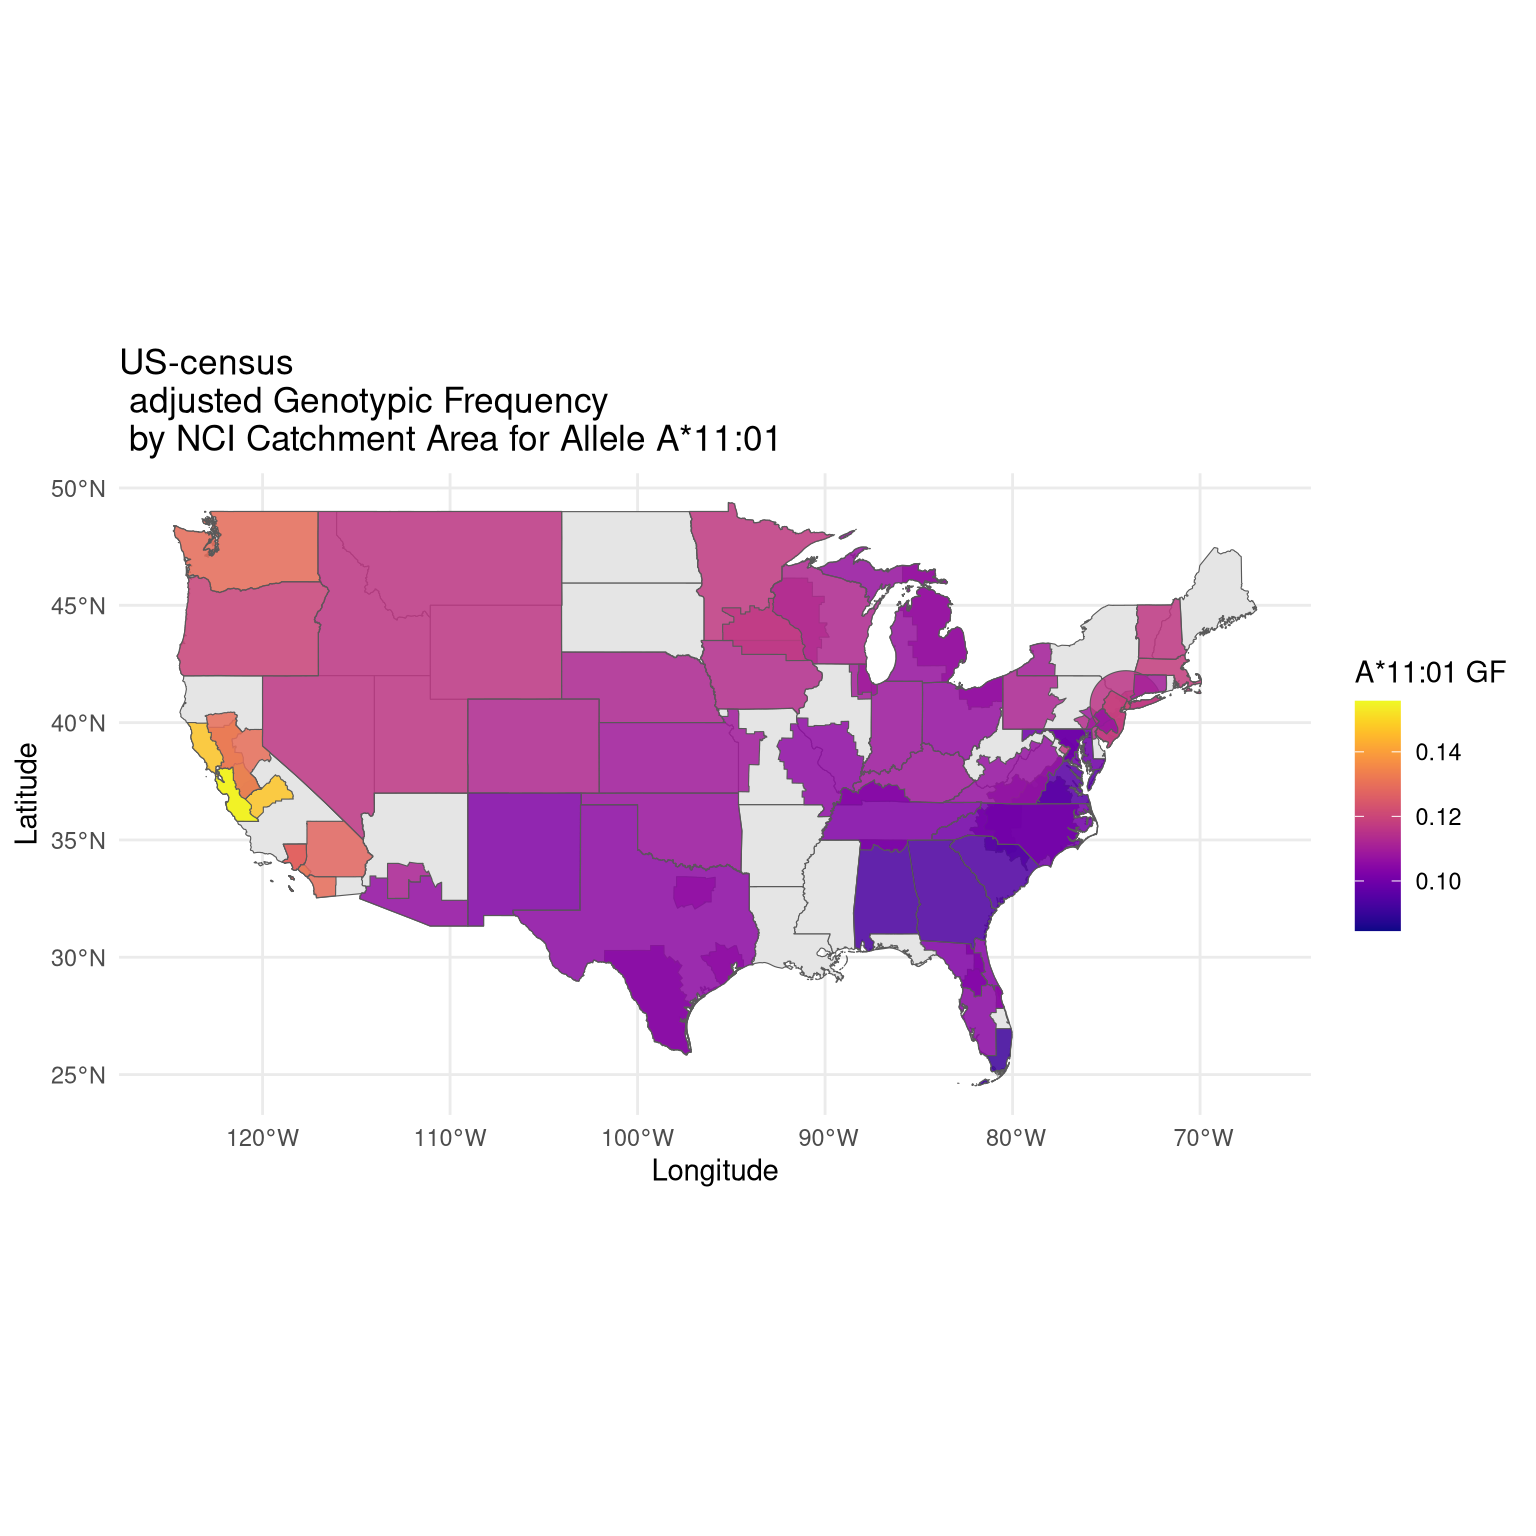 US-census
adjusted Genotypic Frequency
by NCI Catchment Area for Allele A*11:01
50°N
45°N
40°N
35°N
30°N
25°N
Latitude
120°W
110°W
100°W
90°W
80°W
70°W
Longitude
A*11:01 GF
0.14
0.12
0.10